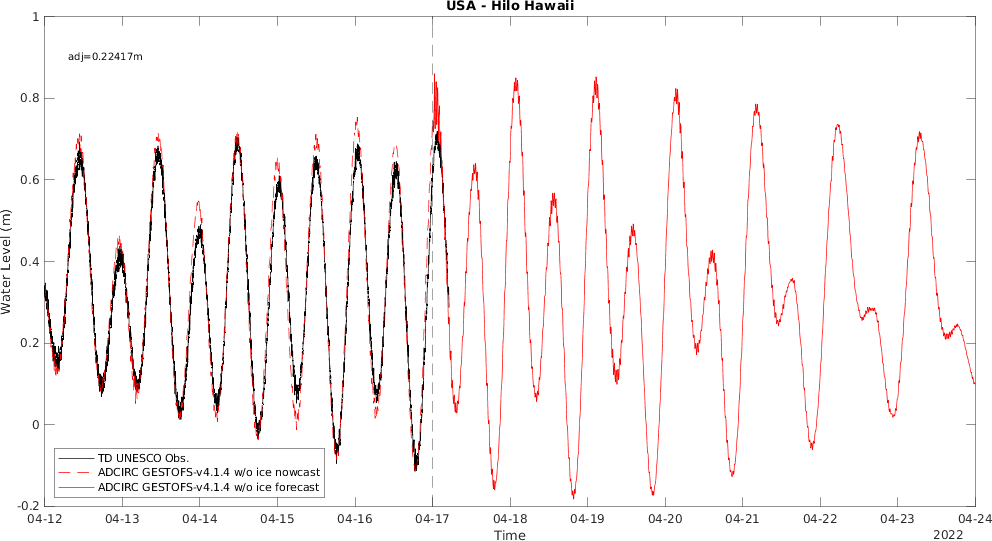 USA - Hilo Hawaii
1
adj=0.22417m
0.8
0.6
0.4
0.2
0
-0.2
Water Level (m)
TD UNESCO Obs.
ADCIRC GESTOFS-v4.1.4 w/o ice nowcast
ADCIRC GESTOFS-v4.1.4 w/o ice forecast
04-12 04-13 04-14 04-15 04-16 04-17 04-18 04-19 04-20 04-21 04-22 04-23 04-24
Time
2022